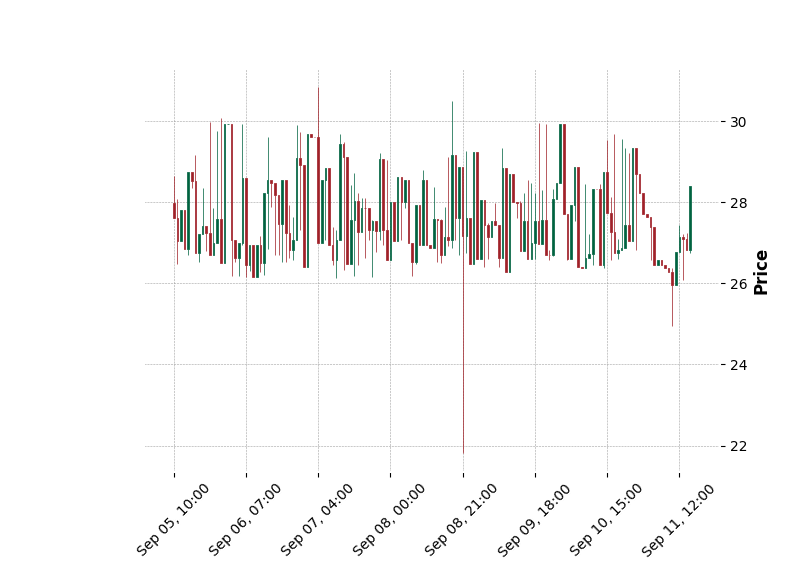 30
28
26
24
22
Price
Sep 05, 10:00
Sep 06, 07:00
Sep 07, 04:00
Sep 08, 00:00
Sep 08, 21:00
Sep 09, 18:00
Sep 10, 15:00
Sep 11, 12:00